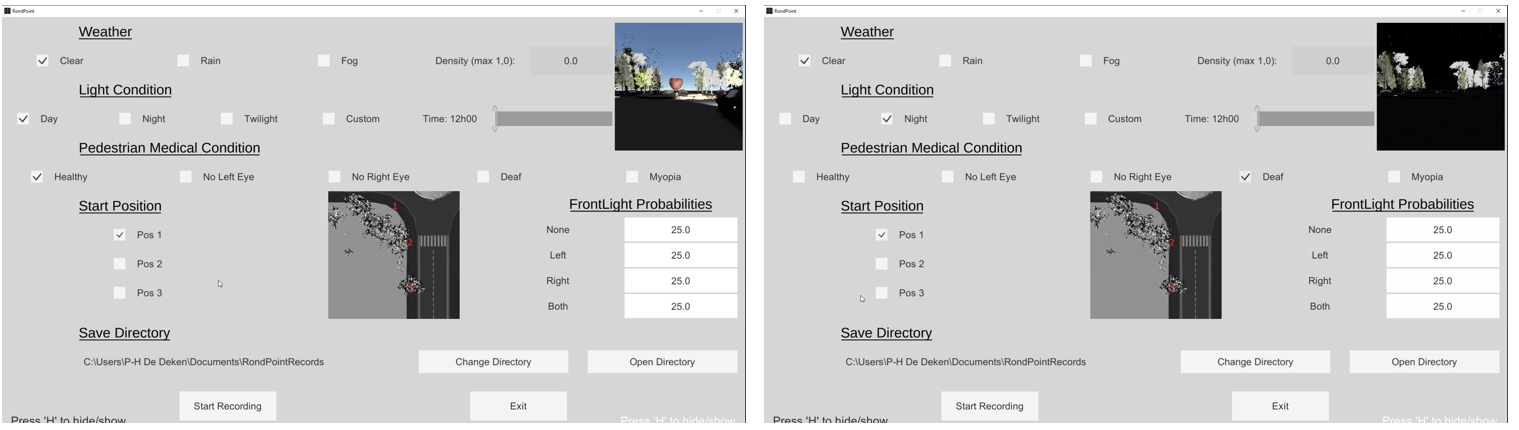 RondPoint
Weather
Clear Rain Fog Density (max 1,0): 0.0
Light Condition
Day Night Twilight Custom Time: 12h00
Pedestrian Medical Condition
Healthy No Left Eye No Right Eye Deaf Myopia
Start Position
FrontLight Probabilities
Pos 1
Pos 2
Pos 3
1
2
3
None 25.0
Left 25.0
Right 25.0
Both 25.0
Save Directory
C:\Users\P-H De Deken\Documents\RondPointRecords Change Directory Open Directory
Start Recording Exit
Press 'H' to hide/show Press 'H' to hide/show
RondPoint
Weather
Clear Rain Fog Density (max 1,0): 0.0
Light Condition
Day Night Twilight Custom Time: 12h00
Pedestrian Medical Condition
Healthy No Left Eye No Right Eye Deaf Myopia
Start Position
FrontLight Probabilities
Pos 1
Pos 2
Pos 3
1
2
3
None 25.0
Left 25.0
Right 25.0
Both 25.0
Save Directory
C:\Users\P-H De Deken\Documents\RondPointRecords Change Directory Open Directory
Start Recording Exit
Press 'H' to hide/show Press 'H' to hide/show